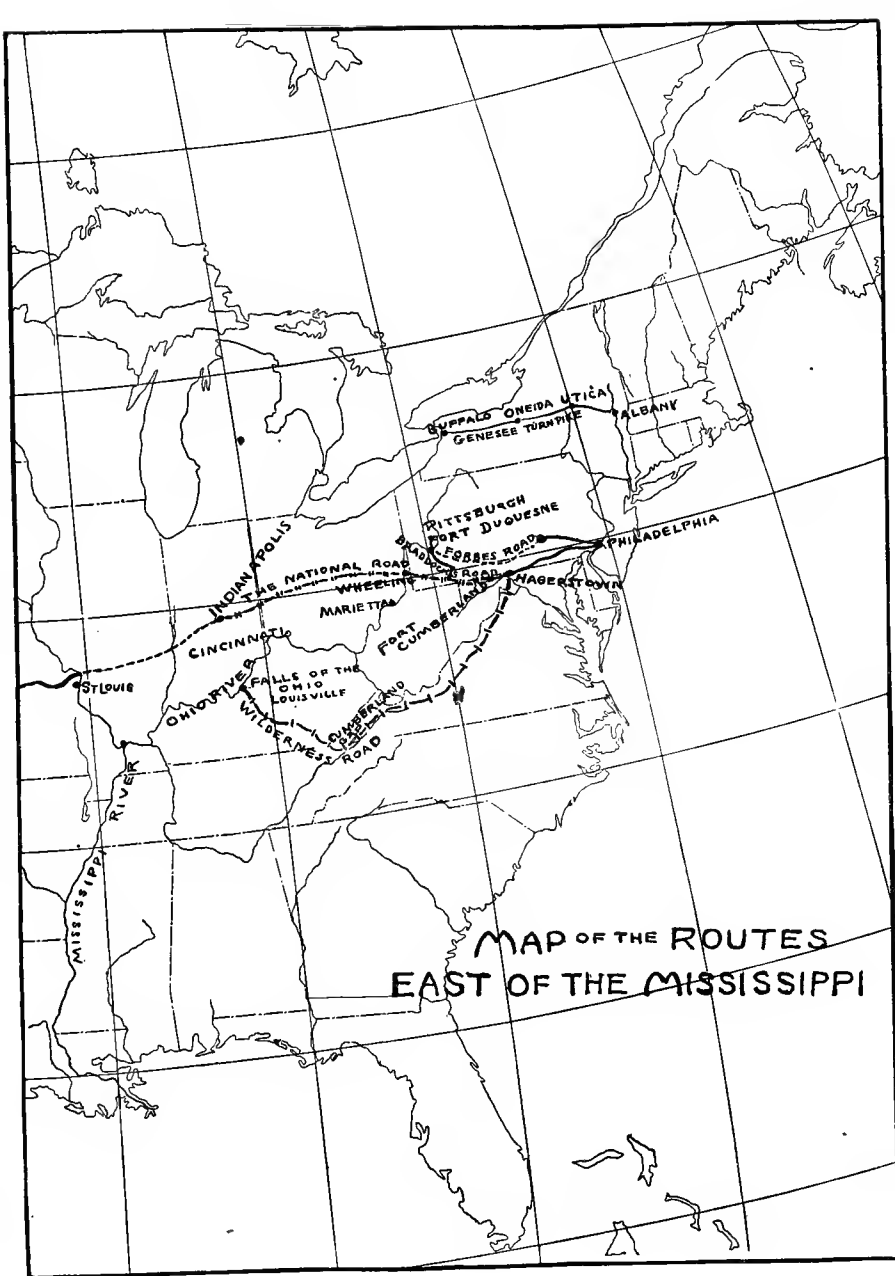 BUFFALO ONEIDA UTICA
GENESEE TURNPIKE
ALBANY
PITTSBURGH
FORT DUQUESNE
BRADDOCK'S ROAD
FORBES ROAD
PHILADELPHIA
INDIANAPOLIS
THE NATIONAL ROAD
WHEELING
HAGERSTOWN
MARIETTA
FORT
CUMBERLAND
CINCINNATI
ST LOUIS
OHIO RIVER
FALLS OF THE
OHIO
LOUISVILLE
CUMBERLAND
GAP
WILDERNESS ROAD
MISSISSIPPI RIVER
MAP OF THE ROUTES
EAST OF THE MISSISSIPPI